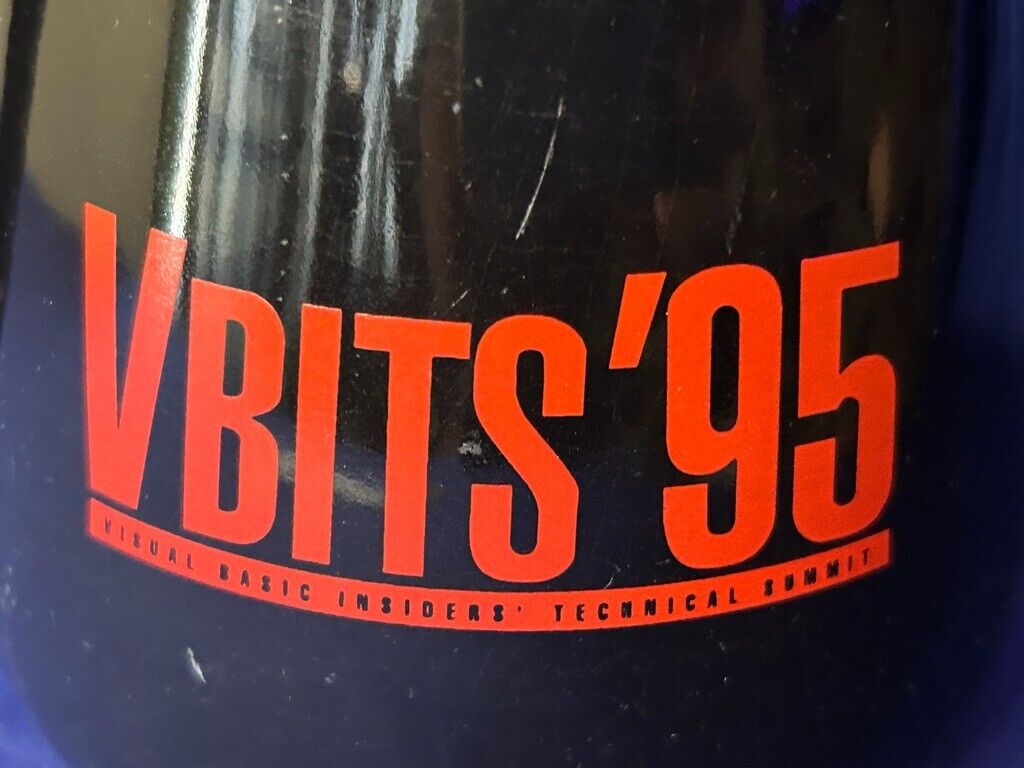 VBITS '95
VISUAL BASIC INSIDERS' TECHNICAL SUMMIT